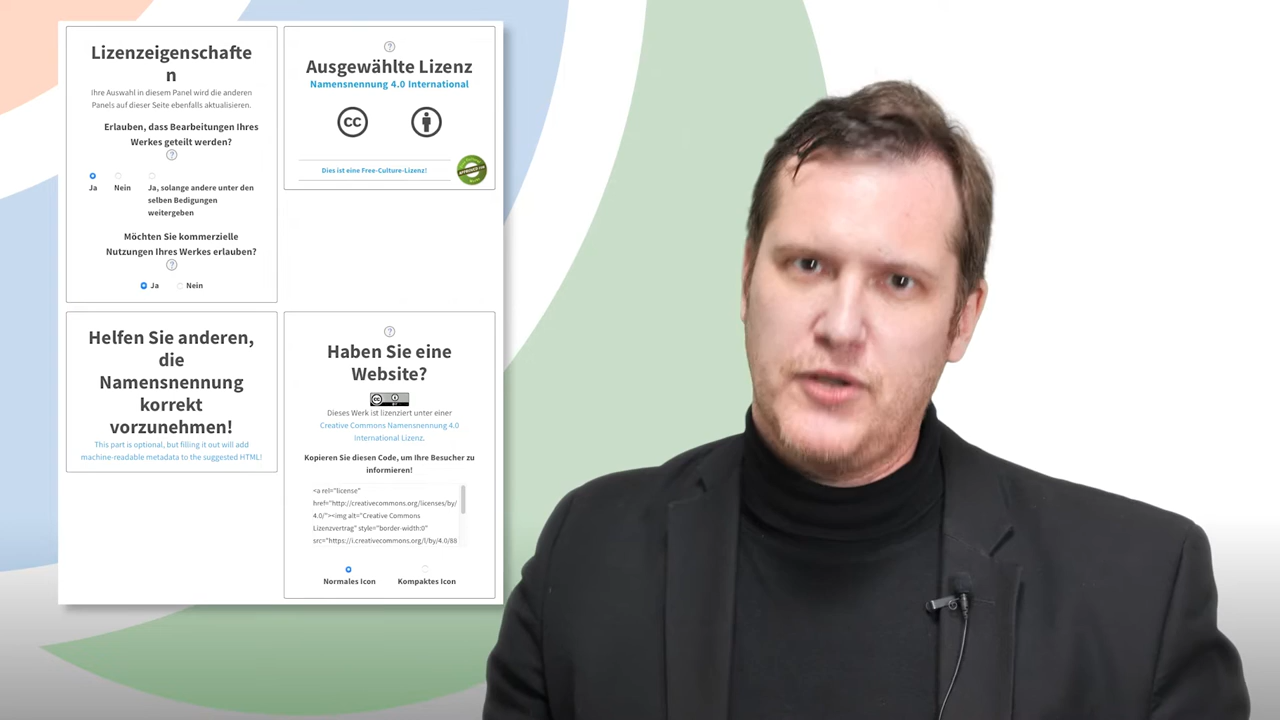 Lizenzeigenschafte
n
Ihre Auswahl in diesem Panel wird die anderen
Panels auf dieser Seite ebenfalls aktualisieren.
Erlauben, dass Bearbeitungen Ihres
Werkes geteilt werden?
?
Ja
Nein
Ja, solange andere unter den
selben Bedigungen
weitergeben
Möchten Sie kommerzielle
Nutzungen Ihres Werkes erlauben?
?
Ja
Nein
?
Ausgewählte Lizenz
Namensnennung 4.0 International
cc
Dies ist eine Free-Culture-Lizenz!
APPROVED FOR
Helfen Sie anderen,
die
Namensnennung
korrekt
vorzunehmen!
This part is optional, but filling it out will add
machine-readable metadata to the suggested HTML!
?
Haben Sie eine
Website?
cc
BY
Dieses Werk ist lizenziert unter einer
Creative Commons Namensnennung 4.0
International Lizenz.
Kopieren Sie diesen Code, um Ihre Besucher zu
informieren!
<a rel="license"
href="http://creativecommons.org/licenses/by/
4.0/"><img alt="Creative Commons
Lizenzvertrag" style="border-width:0"
src="https://i.creativecommons.org/l/by/4.0/88
Normales Icon
Kompaktes Icon